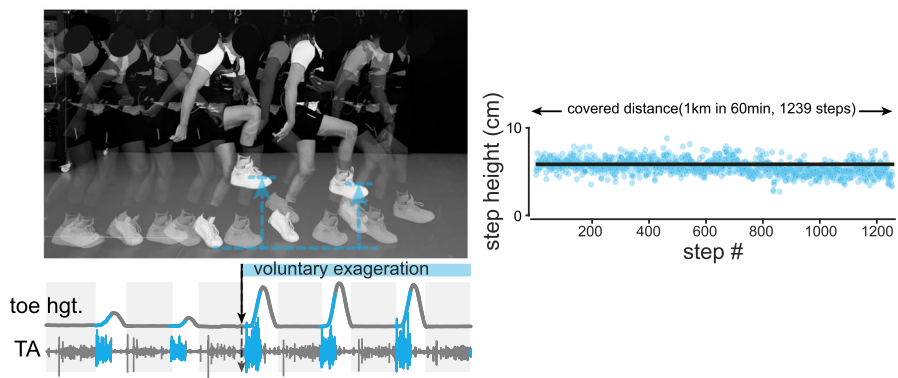 voluntary exageration
toe hgt.
TA
covered distance(1km in 60min, 1239 steps)
step height (cm)
10
0
200 400 600 800 1000 1200
step #